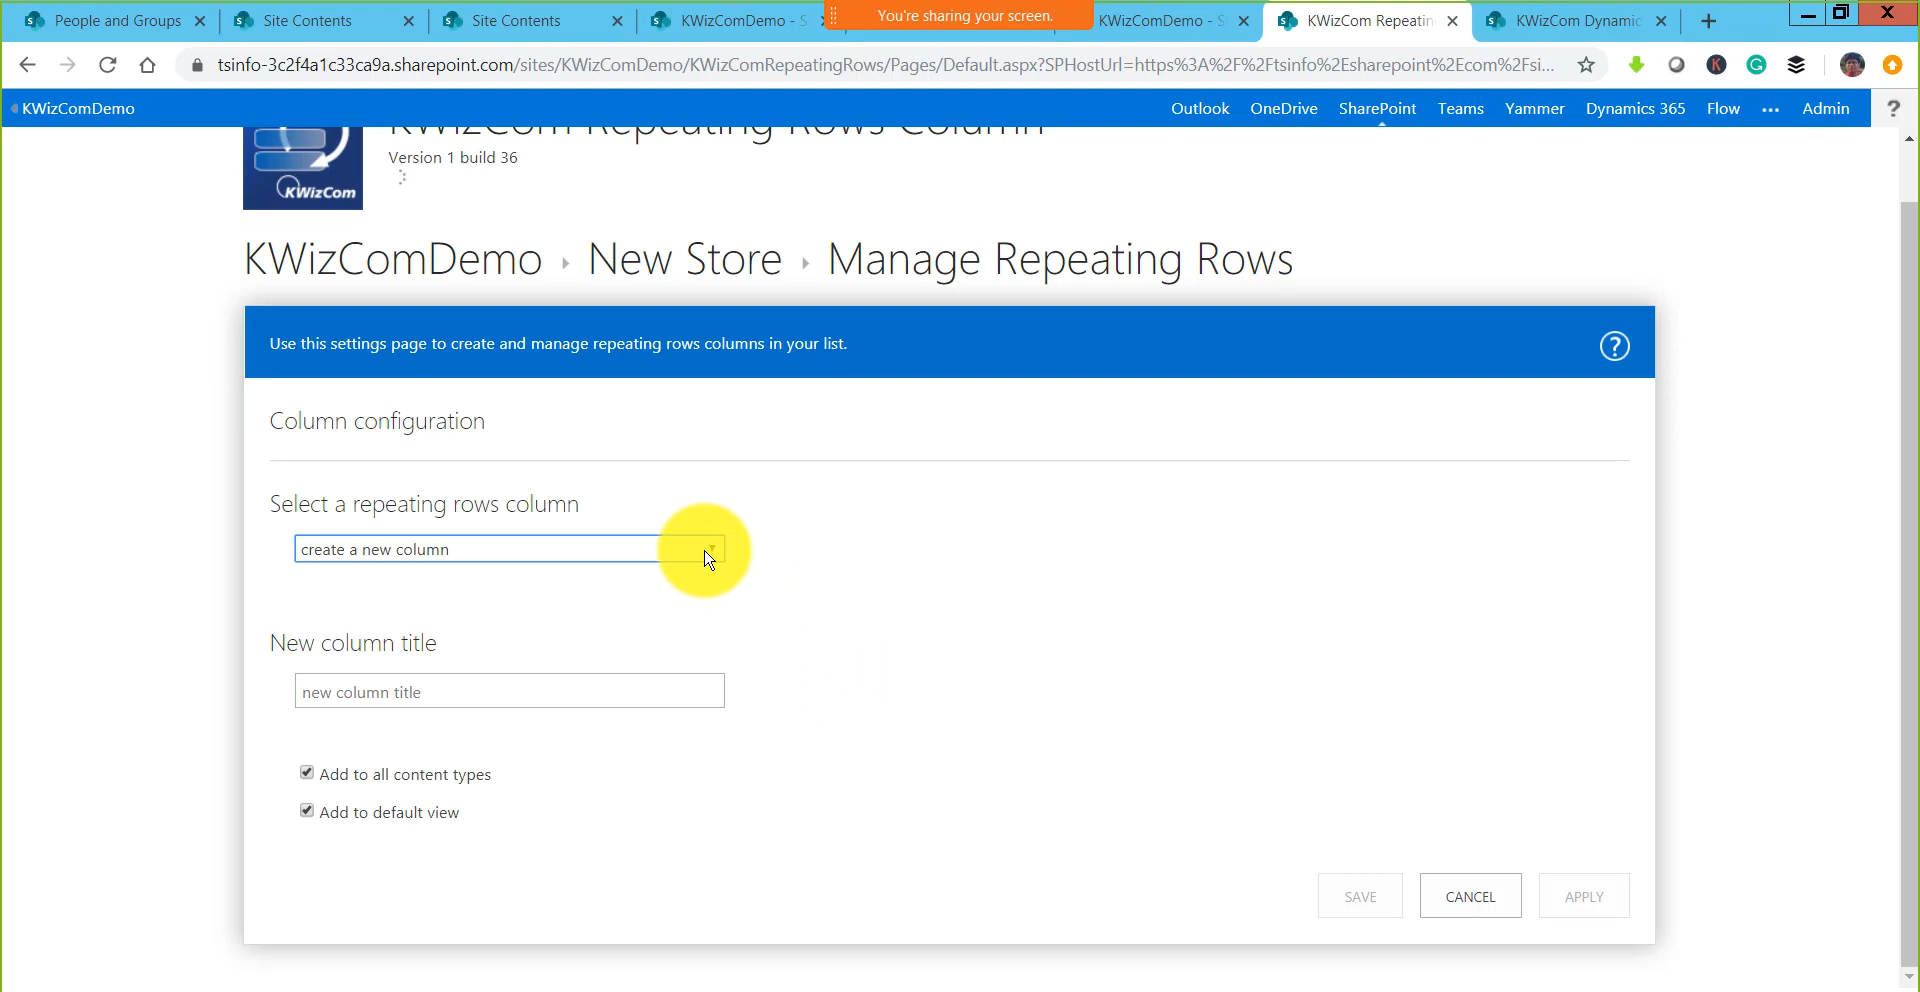 People and Groups
Site Contents
Site Contents
KWizComDemo - S
You're sharing your screen.
KWizComDemo - S
KWizCom Repeatin
KWizCom Dynamic
tsinfo-3c2f4a1c33ca9a.sharepoint.com/sites/KWizComDemo/KWizComRepeatingRows/Pages/Default.aspx?SPHostUrl=https%3A%2F%2Ftsinfo%2Esharepoint%2Ecom%2Fsi...
KWizComDemo
Outlook OneDrive SharePoint Teams Yammer Dynamics 365 Flow ... Admin ?
KWizCom Repeating Rows Column
Version 1 build 36
KWizCom
KWizComDemo ▸ New Store ▸ Manage Repeating Rows
Use this settings page to create and manage repeating rows columns in your list.
?
Column configuration
Select a repeating rows column
create a new column
New column title
new column title
Add to all content types
Add to default view
SAVE CANCEL APPLY